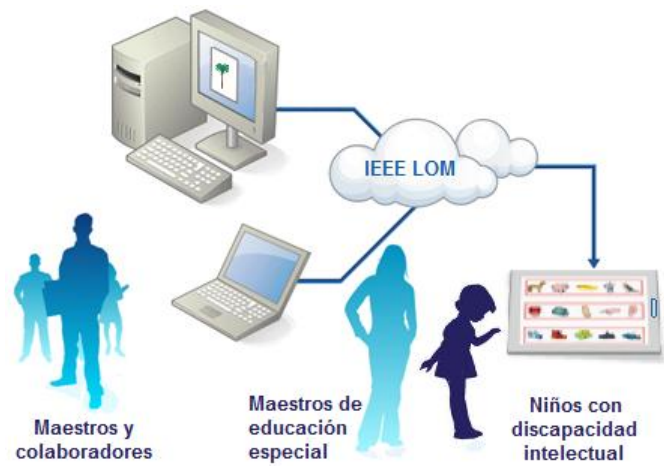 IEEE LOM
Maestros y
colaboradores
Maestros de
educación
especial
Niños con
discapacidad
intelectual